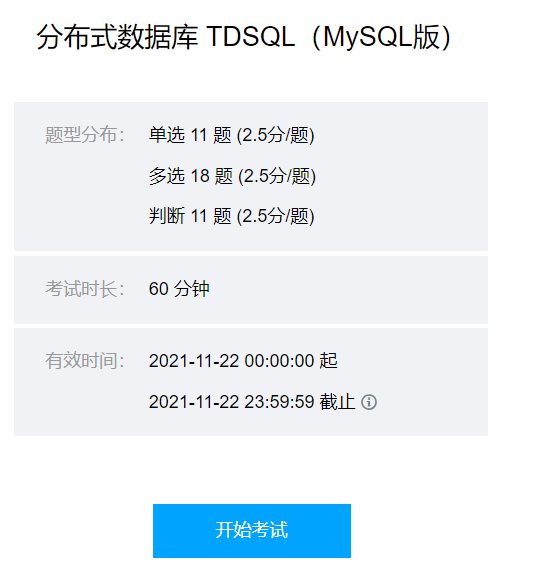 分布式数据库 TDSQL（MySQL版）
题型分布： 单选 11 题 (2.5分/题)
多选 18 题 (2.5分/题)
判断 11 题 (2.5分/题)
考试时长： 60 分钟
有效时间： 2021-11-22 00:00:00 起
2021-11-22 23:59:59 截止
开始考试